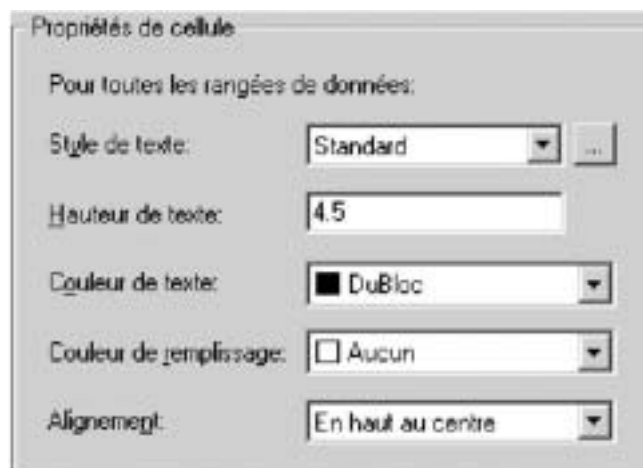 Propriétés de cellule
Pour toutes les rangées de données:
Style de texte: Standard ...
Hauteur de texte: 4.5
Couleur de texte: DuBloc
Couleur de remplissage: Aucun
Alignement: En haut au centre